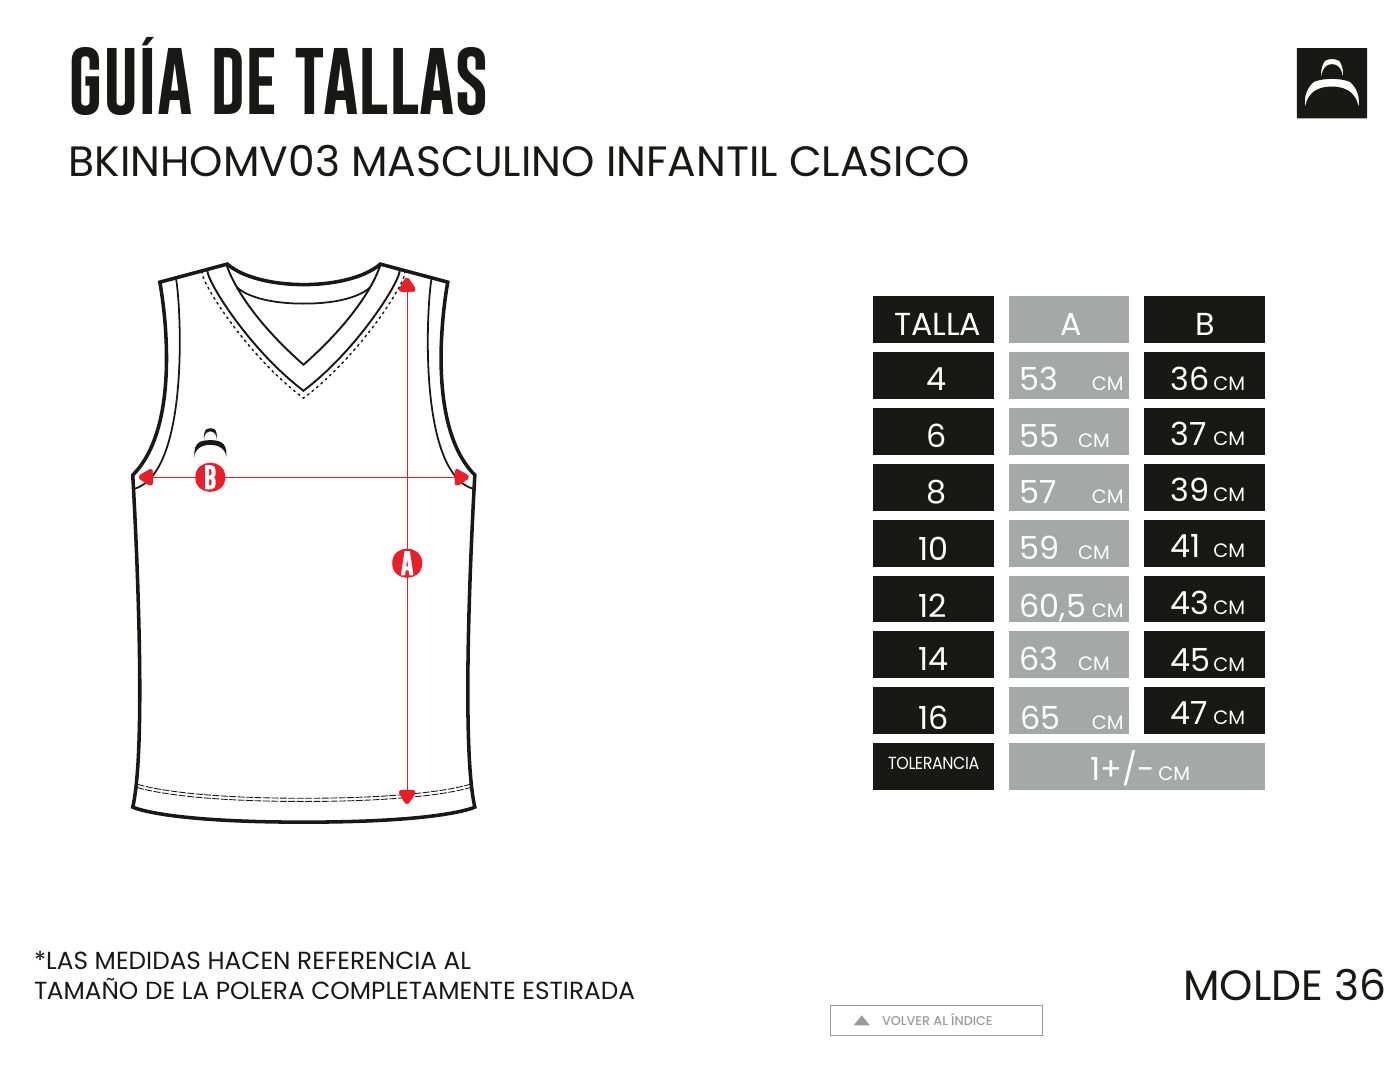 GUÍA DE TALLAS
BKINHOMV03 MASCULINO INFANTIL CLASICO
B
A
TALLA A B
4 53 CM 36 CM
6 55 CM 37 CM
8 57 CM 39 CM
10 59 CM 41 CM
12 60,5 CM 43 CM
14 63 CM 45 CM
16 65 CM 47 CM
TOLERANCIA 1+/- CM
*LAS MEDIDAS HACEN REFERENCIA AL
TAMAÑO DE LA POLERA COMPLETAMENTE ESTIRADA
MOLDE 36
VOLVER AL ÍNDICE